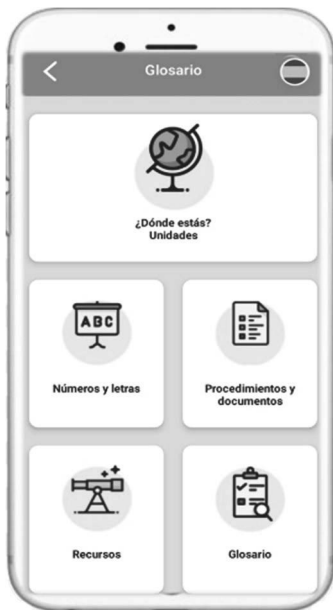 Glosario
¿Dónde estás?
Unidades
ABC
Números y letras
Procedimientos y
documentos
Recursos
Glosario